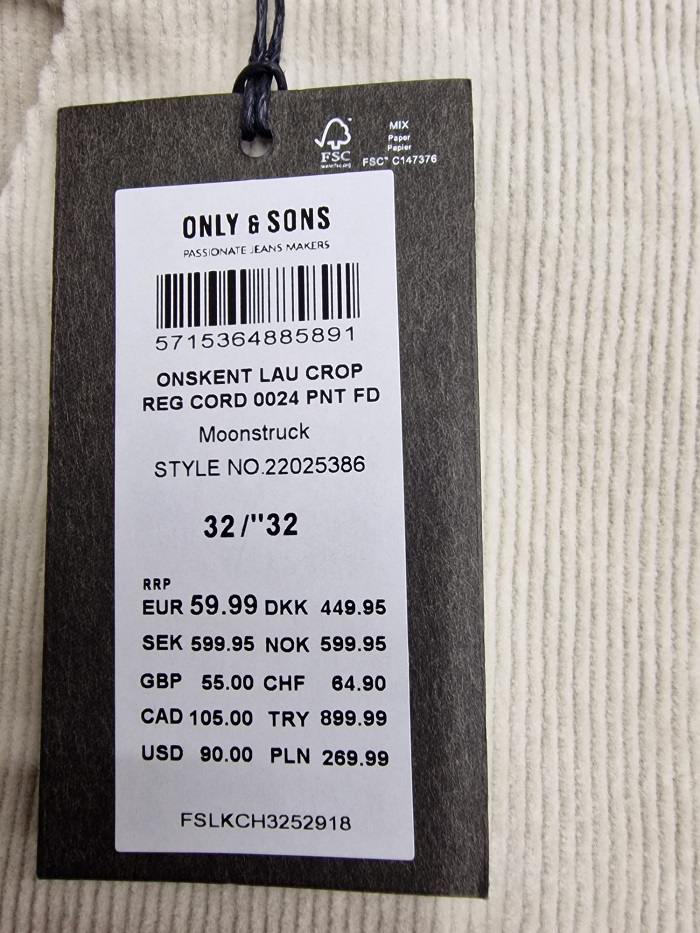 MIX
Paper
Papier
FSC
www.fsc.org
FSC® C147376
ONLY & SONS
PASSIONATE JEANS MAKERS
5715364885891
ONSKENT LAU CROP
REG CORD 0024 PNT FD
Moonstruck
STYLE NO.22025386
32/"32
RRP
EUR 59.99 DKK 449.95
SEK 599.95 NOK 599.95
GBP 55.00 CHF 64.90
CAD 105.00 TRY 899.99
USD 90.00 PLN 269.99
FSLKCH3252918